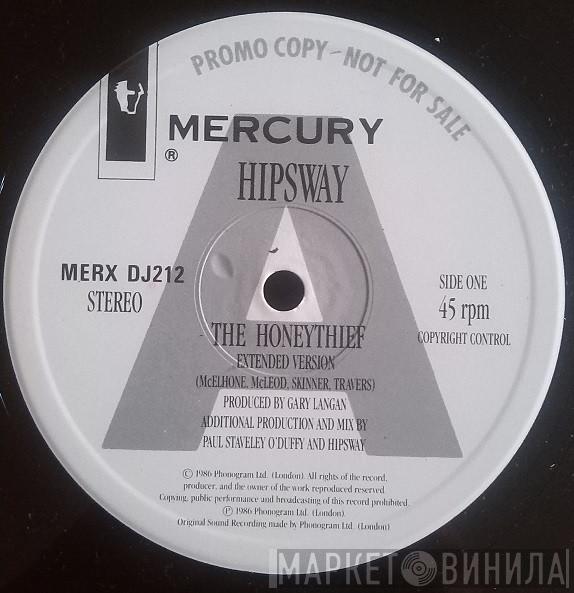 PROMO COPY - NOT FOR SALE
MERCURY
®
HIPSWAY
MERX DJ212
STEREO
SIDE ONE
45 rpm
COPYRIGHT CONTROL
A
THE HONEYTHIEF
EXTENDED VERSION
(McELHONE, McLEOD, SKINNER, TRAVERS)
PRODUCED BY GARY LANGAN
ADDITIONAL PRODUCTION AND MIX BY
PAUL STAVELEY O'DUFFY AND HIPSWAY
© 1986 Phonogram Ltd. (London). All rights of the record,
producer, and the owner of the work reproduced reserved.
Copying, public performance and broadcasting of this record prohibited.
℗ 1986 Phonogram Ltd. (London).
Original Sound Recording made by Phonogram Ltd. (London)
МАРКЕТ ВИНИЛА